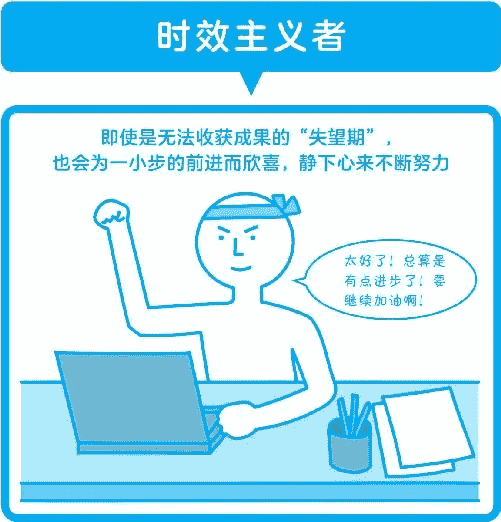 时效主义者
即使是无法收获成果的“失望期”，
也会为一小步的前进而欣喜，静下心来不断努力
太好了！总算是
有点进步了！要
继续加油啊！